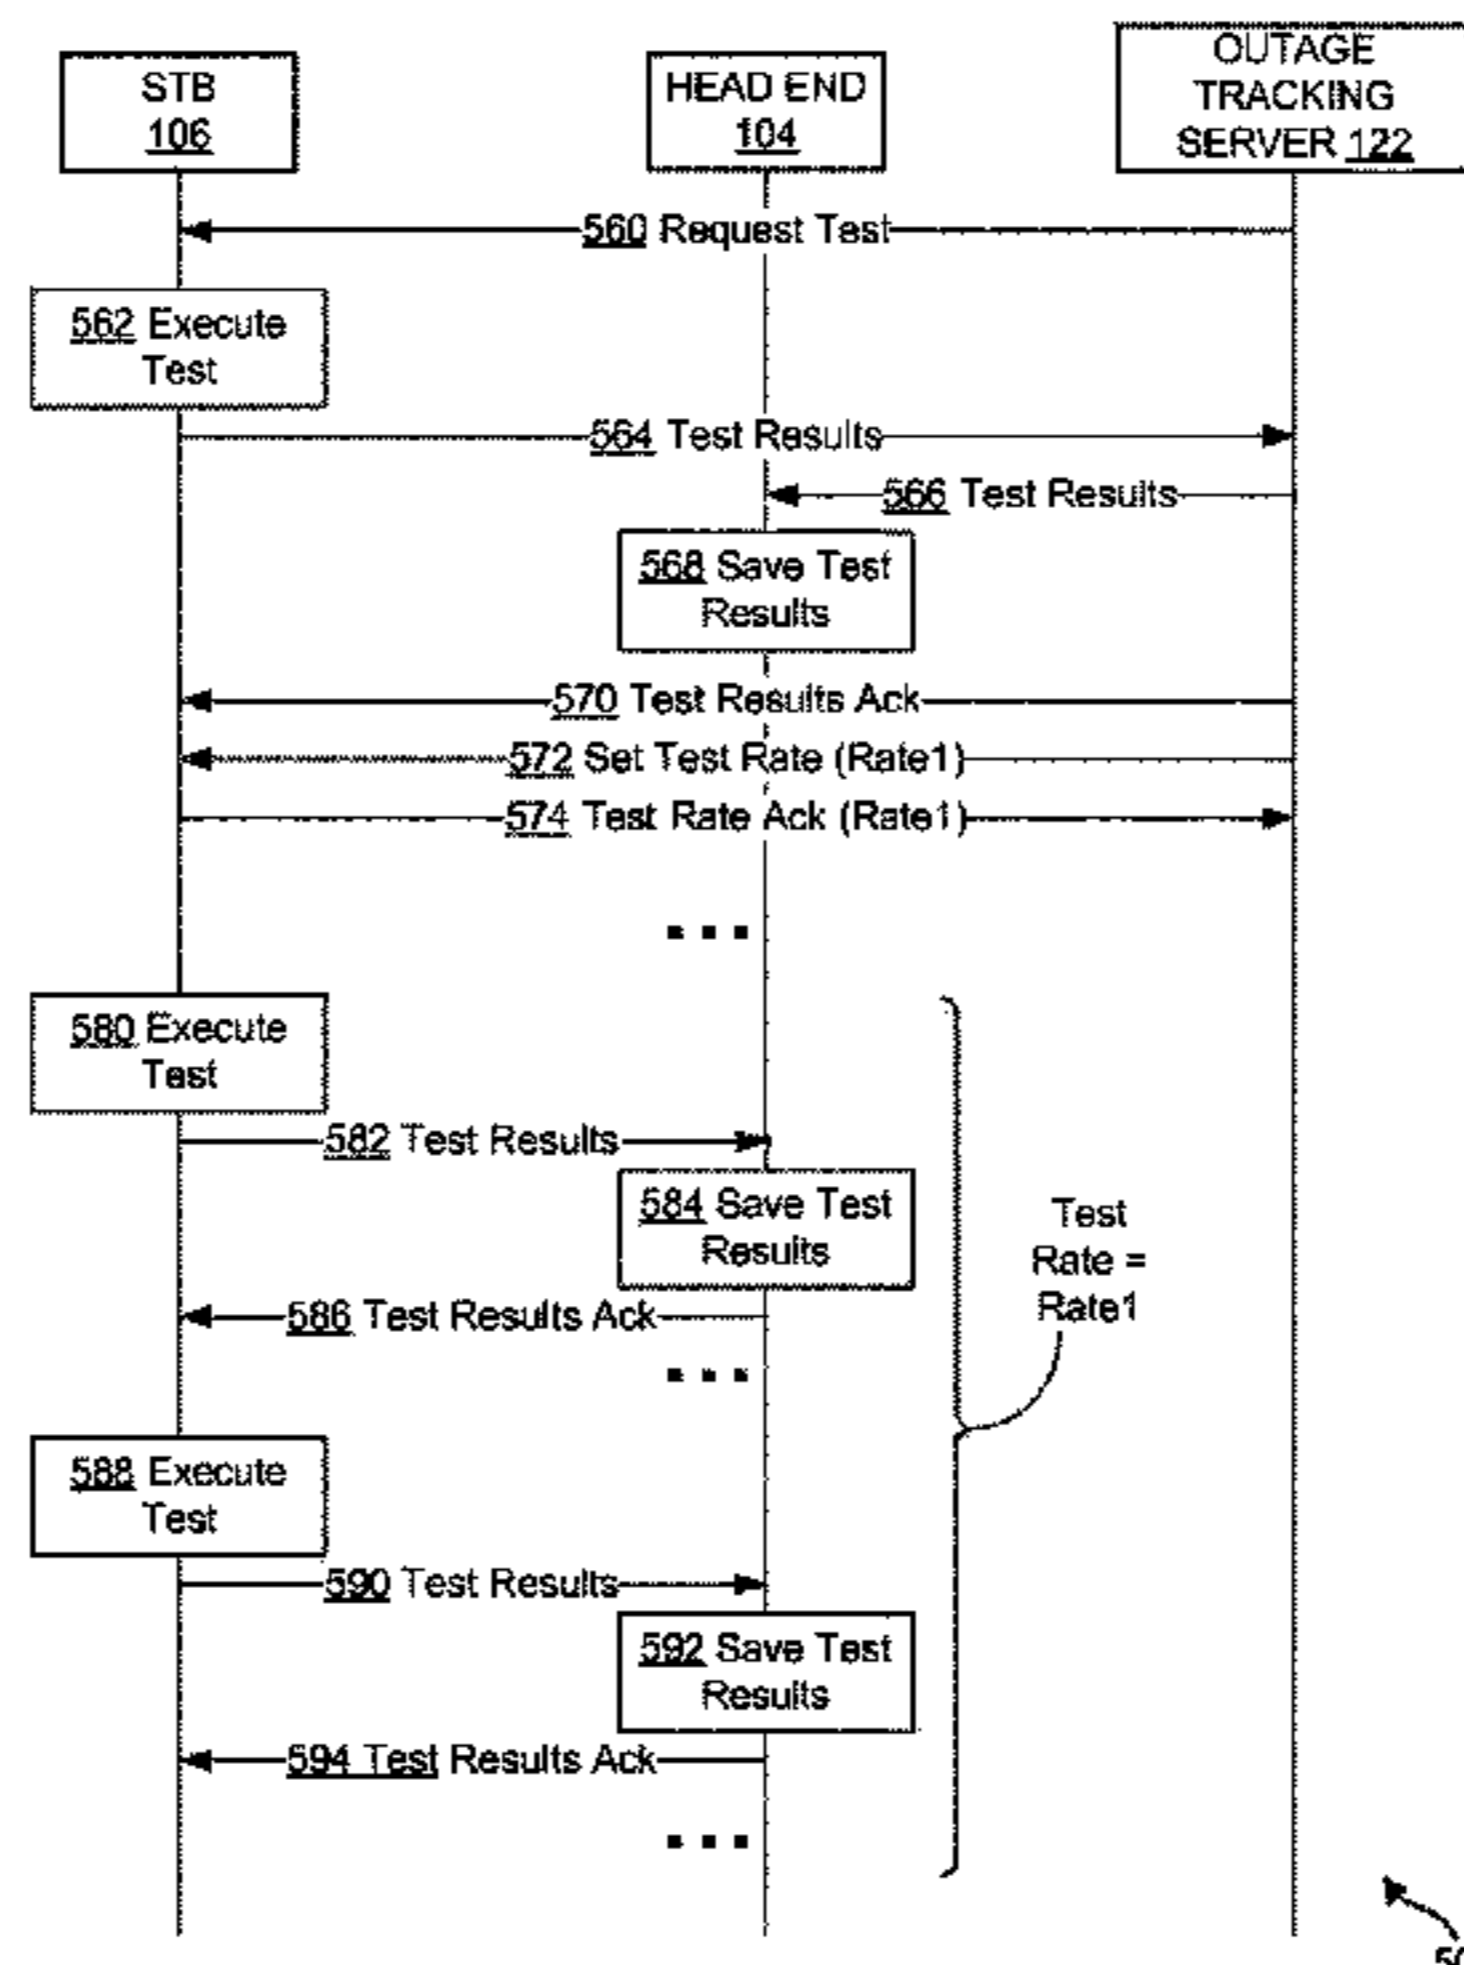 STB
106
HEAD END
104
OUTAGE
TRACKING
SERVER 122
560 Request Test
562 Execute
Test
564 Test Results
566 Test Results
568 Save Test
Results
570 Test Results Ack
572 Set Test Rate (Rate1)
574 Test Rate Ack (Rate1)
...
580 Execute
Test
582 Test Results
584 Save Test
Results
Test
Rate =
Rate1
586 Test Results Ack
...
588 Execute
Test
590 Test Results
592 Save Test
Results
594 Test Results Ack
...